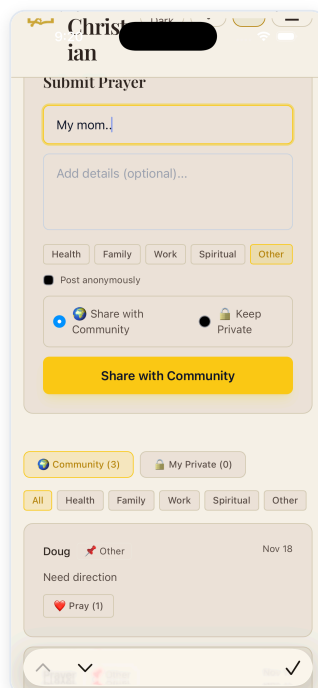 Christ
ian
Dark
Submit Prayer
My mom..
Add details (optional)...
Health
Family
Work
Spiritual
Other
Post anonymously
🌍 Share with
Community
🔒 Keep
Private
Share with Community
🌍 Community (3)
🔒 My Private (0)
All
Health
Family
Work
Spiritual
Other
Doug
📌 Other
Nov 18
Need direction
❤️ Pray (1)